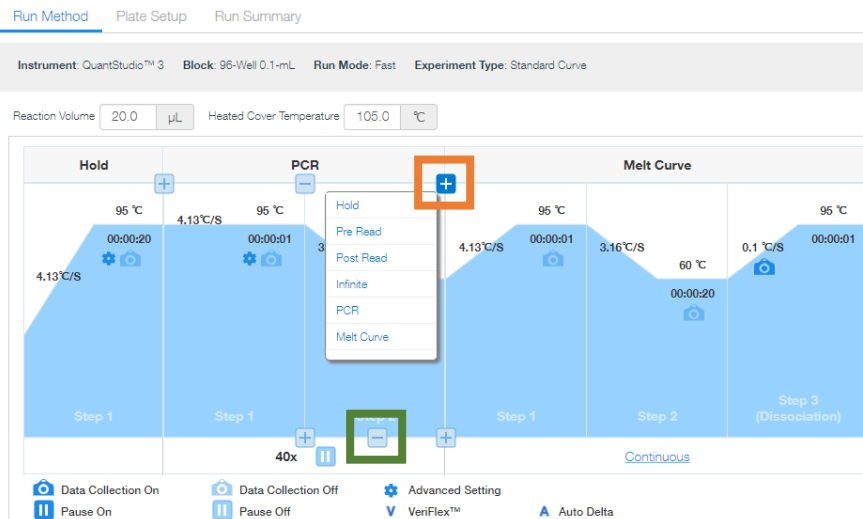 Run Method Plate Setup Run Summary
Instrument: QuantStudio™ 3 Block: 96-Well 0.1-mL Run Mode: Fast Experiment Type: Standard Curve
Reaction Volume 20.0 µL Heated Cover Temperature 105.0 °C
Hold PCR Melt Curve
95 °C 95 °C 95 °C 95 °C
4.13°C/S
00:00:20 00:00:01 4.13°C/S 00:00:01 3.16°C/S 0.1 °C/S 00:00:01
4.13°C/S
60 °C
00:00:20
Hold
Pre Read
Post Read
Infinite
PCR
Melt Curve
Step 1 Step 1 Step 2 Step 1 Step 2 Step 3
(Dissociation)
40x Continuous
Data Collection On Data Collection Off Advanced Setting
Pause On Pause Off V VeriFlex™ A Auto Delta